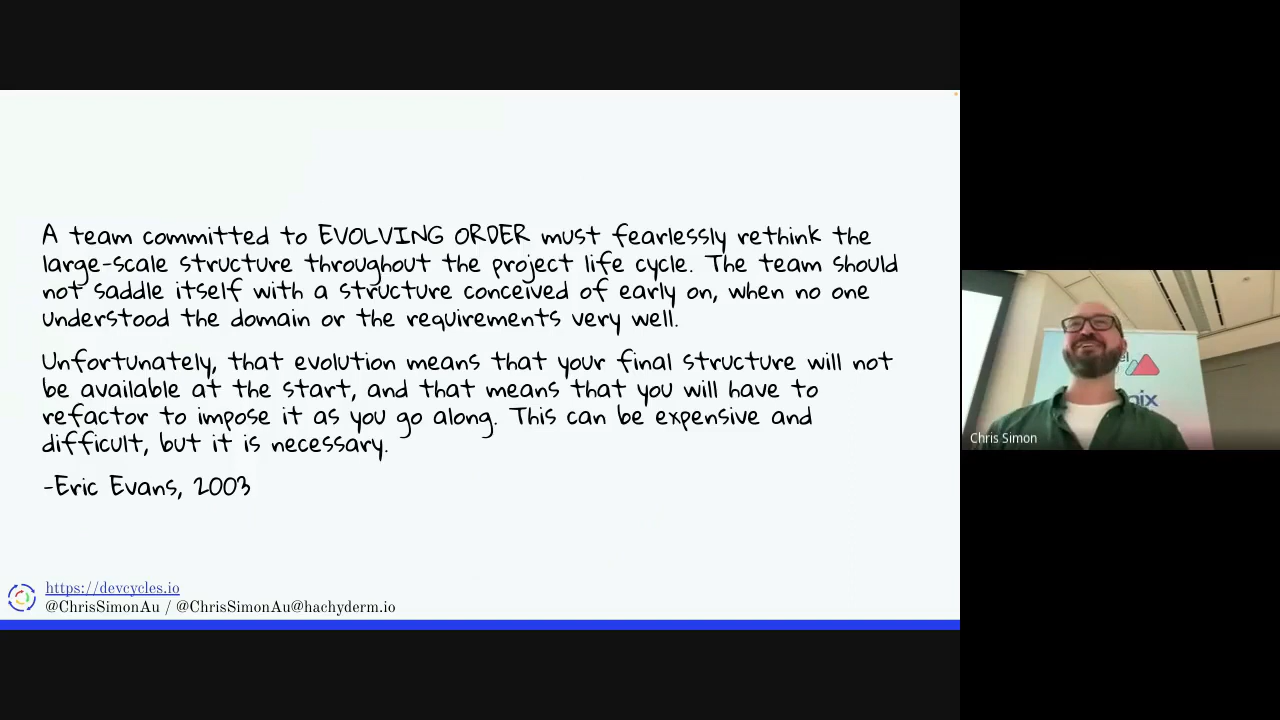 A team committed to EVOLVING ORDER must fearlessly rethink the
large-scale structure throughout the project life cycle. The team should
not saddle itself with a structure conceived of early on, when no one
understood the domain or the requirements very well.
Unfortunately, that evolution means that your final structure will not
be available at the start, and that means that you will have to
refactor to impose it as you go along. This can be expensive and
difficult, but it is necessary.
-Eric Evans, 2003
https://devcycles.io
@ChrisSimonAu / @ChrisSimonAu@hachyderm.io
Chris Simon